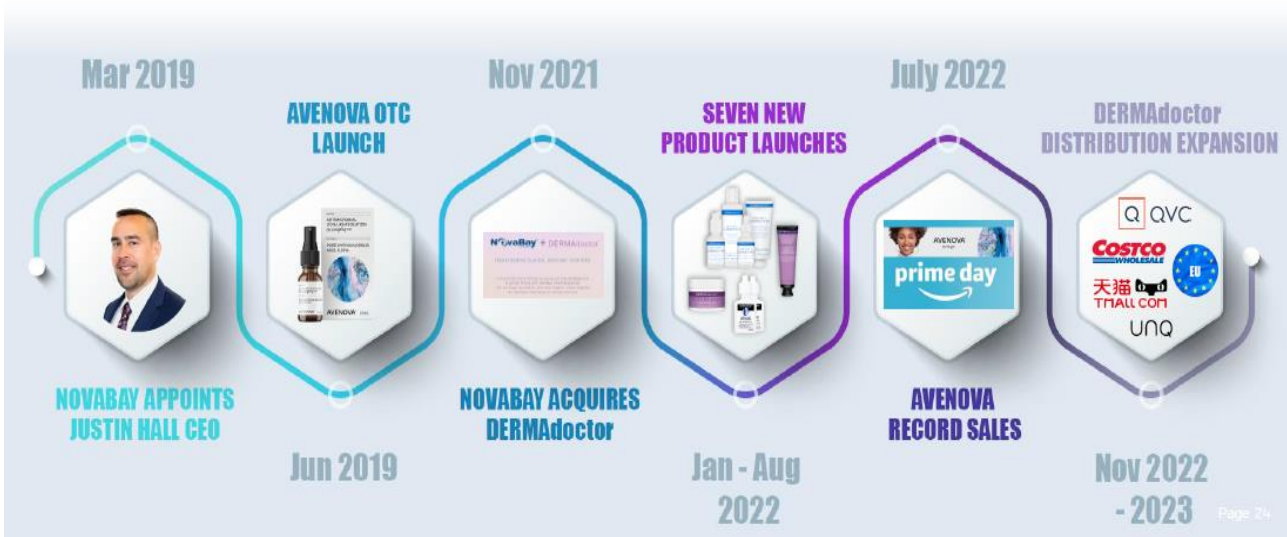 Mar 2019
NOVABAY APPOINTS
JUSTIN HALL CEO
AVENOVA OTC
LAUNCH
AVENOVA
Jun 2019
Nov 2021
NovaBay + DERMAdoctor
NOVABAY ACQUIRES
DERMAdoctor
SEVEN NEW
PRODUCT LAUNCHES
Jan - Aug
2022
July 2022
AVENOVA
prime day
AVENOVA
RECORD SALES
DERMAdoctor
DISTRIBUTION EXPANSION
Q QVC
COSTCO
WHOLESALE
EU
天猫
TMALL.COM
UNQ
Nov 2022
- 2023
Page 24